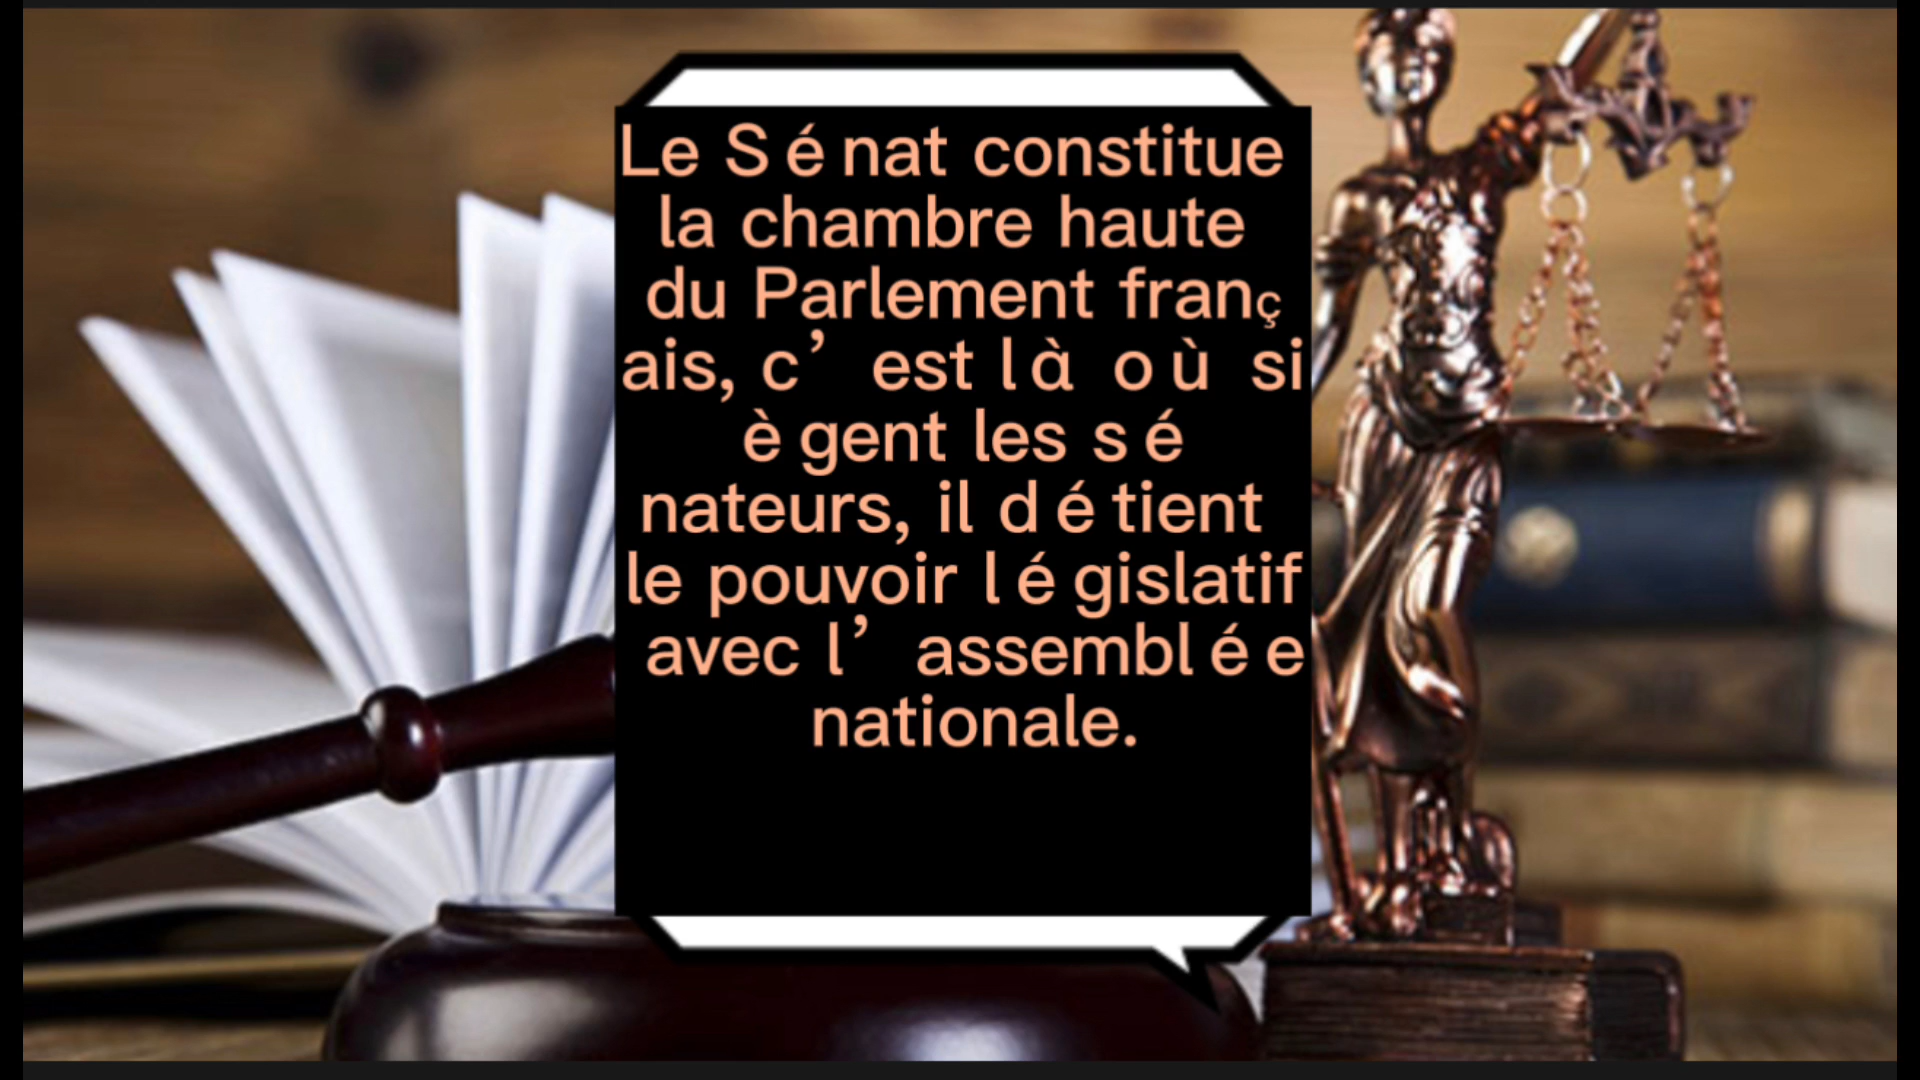 Le Sénat constitue
la chambre haute
du Parlement franç
ais, c’est là où si
ègent les sé
nateurs, il détient
le pouvoir législatif
avec l’assemblée
nationale.